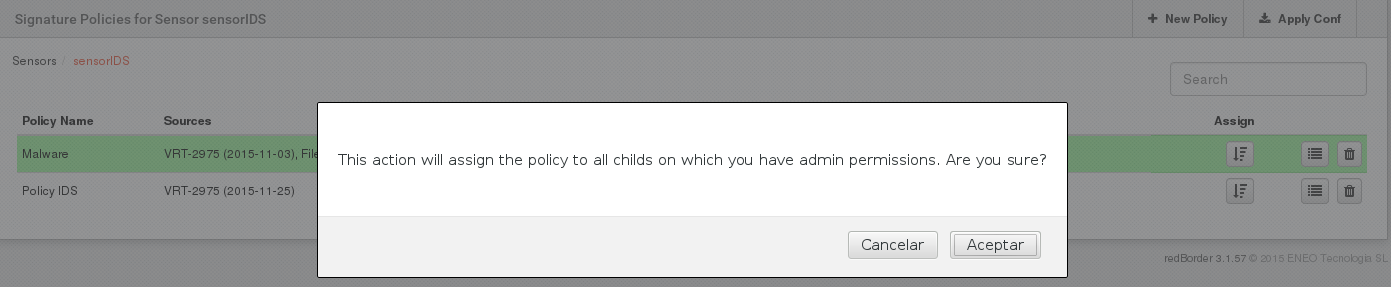 Signature Policies for Sensor sensorIDS
New Policy
Apply Conf
Sensors / sensorIDS
Search
Policy Name Sources Assign
Malware VRT-2975 (2015-11-03), File
Policy IDS VRT-2975 (2015-11-25)
This action will assign the policy to all childs on which you have admin permissions. Are you sure?
Cancelar Aceptar
redBorder 3.1.57 © 2015 ENEO Tecnologia SL